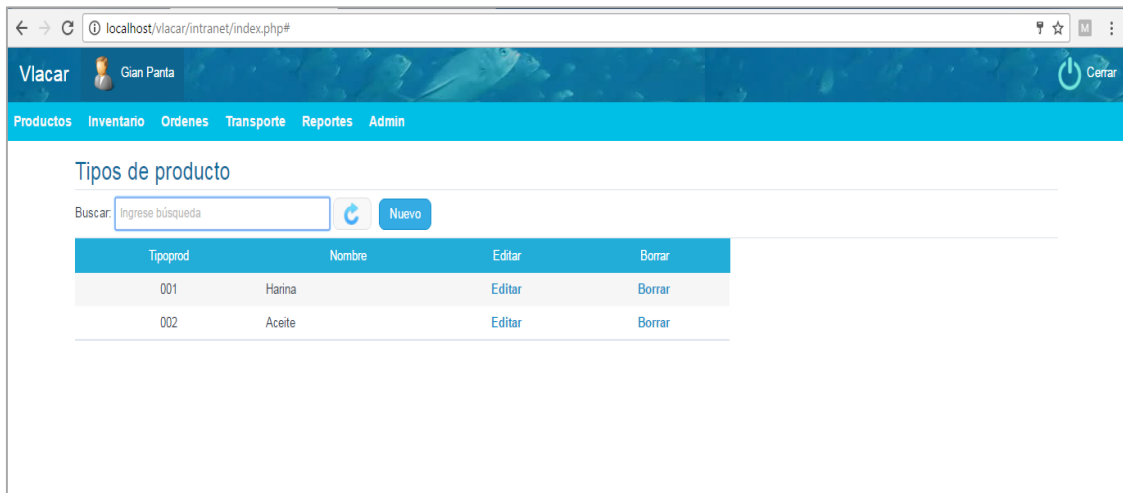 localhost/vlacar/intranet/index.php#
M
Vlacar Gian Panta Cerrar
Productos Inventario Ordenes Transporte Reportes Admin
Tipos de producto
Buscar: Ingrese búsqueda Nuevo
Tipoprod Nombre Editar Borrar
001 Harina Editar Borrar
002 Aceite Editar Borrar